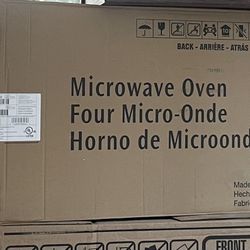 BACK - ARRIÈRE - ATRÁS
Microwave Oven
Four Micro-Onde
Horno de Microond
Made
Hech
Fabri
FRONT